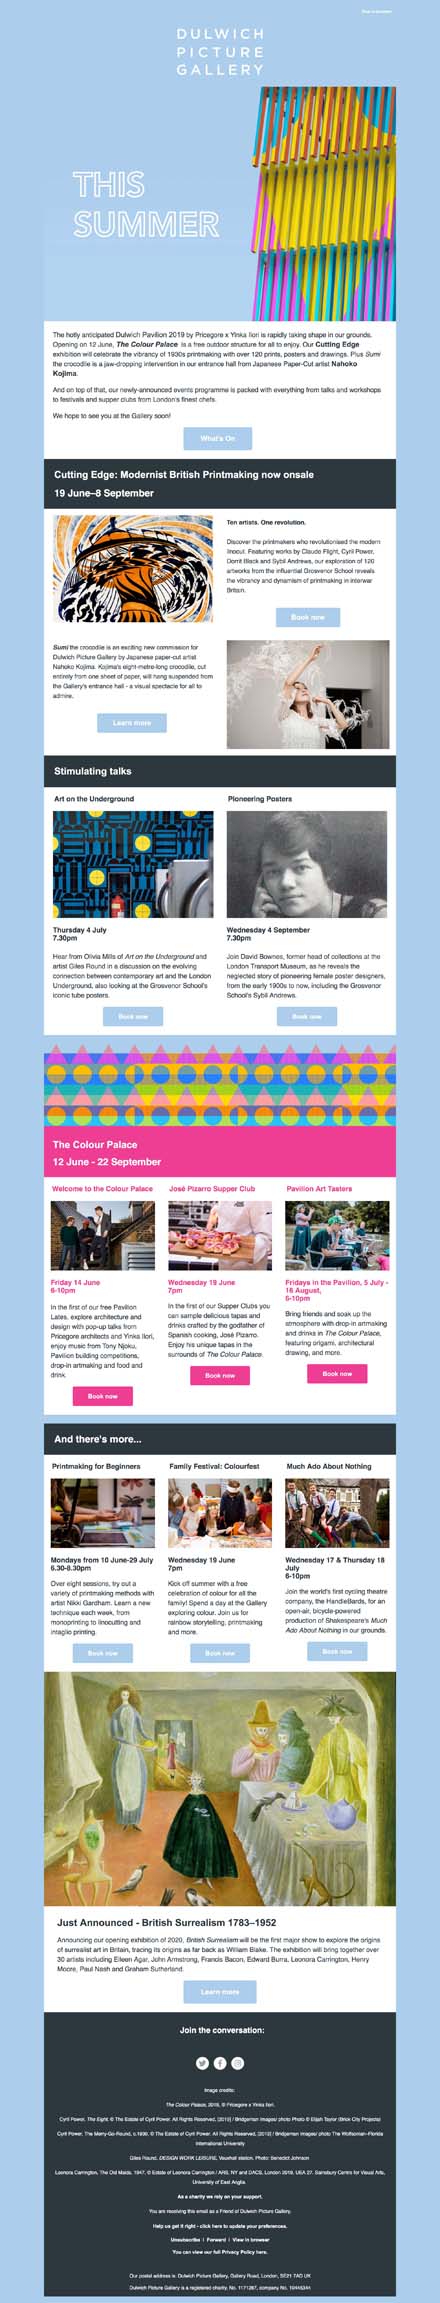 View in browser
DULWICH
PICTURE
GALLERY
THIS
SUMMER
The hotly anticipated Dulwich Pavilion 2019 by Pricegore x Yinka Ilori is rapidly taking shape in our grounds.
Opening on 12 June, The Colour Palace is a free outdoor structure for all to enjoy. Our Cutting Edge
exhibition will celebrate the vibrancy of 1930s printmaking with over 120 prints, posters and drawings. Plus Sumi
the crocodile is a jaw-dropping intervention in our entrance hall from Japanese Paper-Cut artist Nahoko
Kojima.
And on top of that, our newly-announced events programme is packed with everything from talks and workshops
to festivals and supper clubs from London's finest chefs.
We hope to see you at the Gallery soon!
What's On
Cutting Edge: Modernist British Printmaking now onsale
19 June–8 September
Ten artists. One revolution.
Discover the printmakers who revolutionised the modern
linocut. Featuring works by Claude Flight, Cyril Power,
Dorrit Black and Sybil Andrews, our exploration of 120
artworks from the influential Grosvenor School reveals
the vibrancy and dynamism of printmaking in interwar
Britain.
Book now
Sumi the crocodile is an exciting new commission for
Dulwich Picture Gallery by Japanese paper-cut artist
Nahoko Kojima. Kojima's eight-metre-long crocodile, cut
entirely from one sheet of paper, will hang suspended from
the Gallery's entrance hall - a visual spectacle for all to
admire.
Learn more
Stimulating talks
Art on the Underground
Thursday 4 July
7.30pm
Hear from Olivia Mills of Art on the Underground and
artist Giles Round in a discussion on the evolving
connection between contemporary art and the London
Underground, also looking at the Grosvenor School's
iconic tube posters.
Book now
Pioneering Posters
Wednesday 4 September
7.30pm
Join David Bownes, former head of collections at the
London Transport Museum, as he reveals the
neglected story of pioneering female poster designers,
from the early 1900s to now, including the Grosvenor
School's Sybil Andrews.
Book now
The Colour Palace
12 June - 22 September
Welcome to the Colour Palace
Friday 14 June
6-10pm
In the first of our free Pavilion
Lates, explore architecture and
design with pop-up talks from
Pricegore architects and Yinka Ilori,
enjoy music from Tony Njoku,
Pavilion building competitions,
drop-in artmaking and food and
drink.
Book now
José Pizarro Supper Club
Wednesday 19 June
7pm
In the first of our Supper Clubs you
can sample delicious tapas and
drinks crafted by the godfather of
Spanish cooking, José Pizarro.
Enjoy his unique tapas in the
surrounds of The Colour Palace.
Book now
Pavilion Art Tasters
Fridays in the Pavilion, 5 July -
16 August,
6-10pm
Bring friends and soak up the
atmosphere with drop-in artmaking
and drinks in The Colour Palace,
featuring origami, architectural
drawing, and more.
Book now
And there's more...
Printmaking for Beginners
Mondays from 10 June-29 July
6.30-8.30pm
Over eight sessions, try out a
variety of printmaking methods with
artist Nikki Gardham. Learn a new
technique each week, from
monoprinting to linocutting and
intaglio printing.
Book now
Family Festival: Colourfest
Wednesday 19 June
7pm
Kick off summer with a free
celebration of colour for all the
family! Spend a day at the Gallery
exploring colour. Join us for
rainbow storytelling, printmaking
and more.
Book now
Much Ado About Nothing
Wednesday 17 & Thursday 18
July
6-10pm
Join the world's first cycling theatre
company, the HandleBards, for an
open-air, bicycle-powered
production of Shakespeare's Much
Ado About Nothing in our grounds.
Book now
Just Announced - British Surrealism 1783–1952
Announcing our opening exhibition of 2020, British Surrealism will be the first major show to explore the origins
of surrealist art in Britain, tracing its origins as far back as William Blake. The exhibition will bring together over
30 artists including Eileen Agar, John Armstrong, Francis Bacon, Edward Burra, Leonora Carrington, Henry
Moore, Paul Nash and Graham Sutherland.
Learn more
Join the conversation:
Image credits:
The Colour Palace, 2019, © Pricegore x Yinka Ilori.
Cyril Power, The Eight. © The Estate of Cyril Power. All Rights Reserved, [2019] / Bridgeman Images/ photo Photo © Elijah Taylor (Brick City Projects)
Cyril Power, The Merry-Go-Round, c.1930, © The Estate of Cyril Power. All Rights Reserved, [2019] / Bridgeman Images/ photo The Wolfsonian–Florida
International University
Giles Round, DESIGN WORK LEISURE, Vauxhall station. Photo: Benedict Johnson
Leonora Carrington, The Old Maids, 1947, © Estate of Leonora Carrington / ARS, NY and DACS, London 2019. UEA 27. Sainsbury Centre for Visual Arts,
University of East Anglia
As a charity we rely on your support.
You are receiving this email as a Friend of Dulwich Picture Gallery.
Help us get it right - click here to update your preferences.
Unsubscribe | Forward | View in browser
You can view our full Privacy Policy here.
Our postal address is: Dulwich Picture Gallery, Gallery Road, London, SE21 7AD UK
Dulwich Picture Gallery is a registered charity, No. 1171287, company No. 10445344